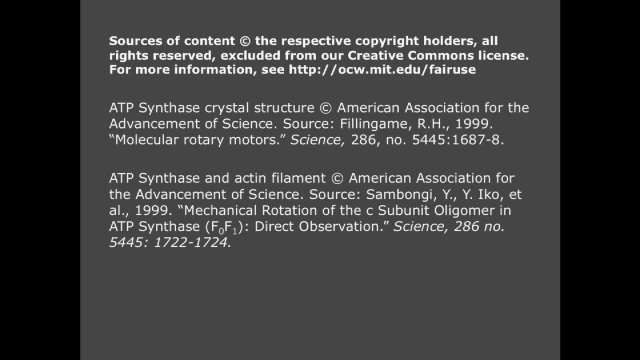 Sources of content © the respective copyright holders, all
rights reserved, excluded from our Creative Commons license.
For more information, see http://ocw.mit.edu/fairuse
ATP Synthase crystal structure © American Association for the
Advancement of Science. Source: Fillingame, R.H., 1999.
“Molecular rotary motors.” Science, 286, no. 5445:1687-8.
ATP Synthase and actin filament © American Association for
the Advancement of Science. Source: Sambongi, Y., Y. Iko, et
al., 1999. “Mechanical Rotation of the c Subunit Oligomer in
ATP Synthase (F₀F₁): Direct Observation.” Science, 286 no.
5445: 1722-1724.